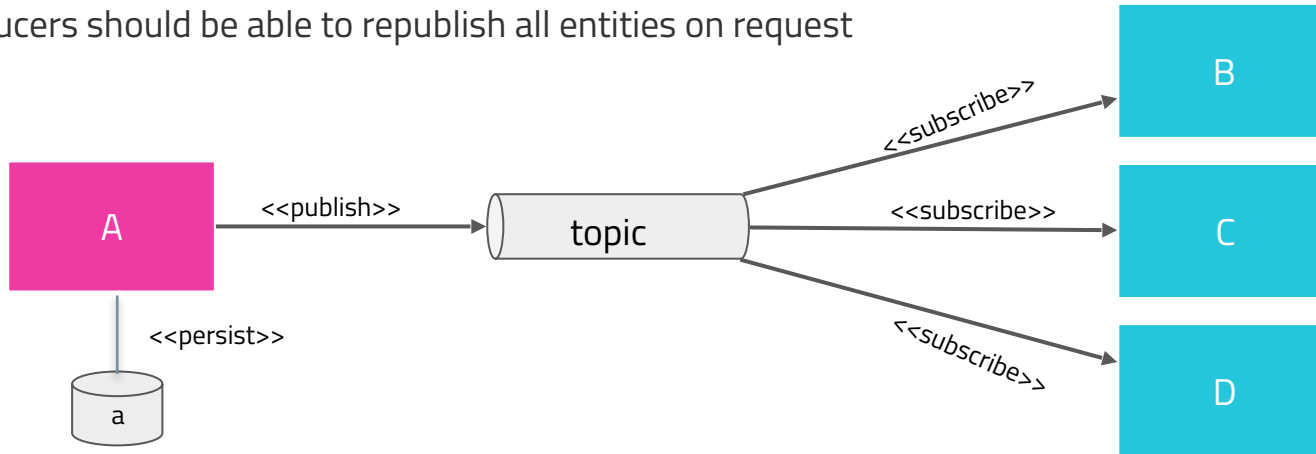 ucers should be able to republish all entities on request
B
<<subscribe>>
A
<<publish>>
topic
<<subscribe>>
C
<<persist>>
<<subscribe>>
D
a